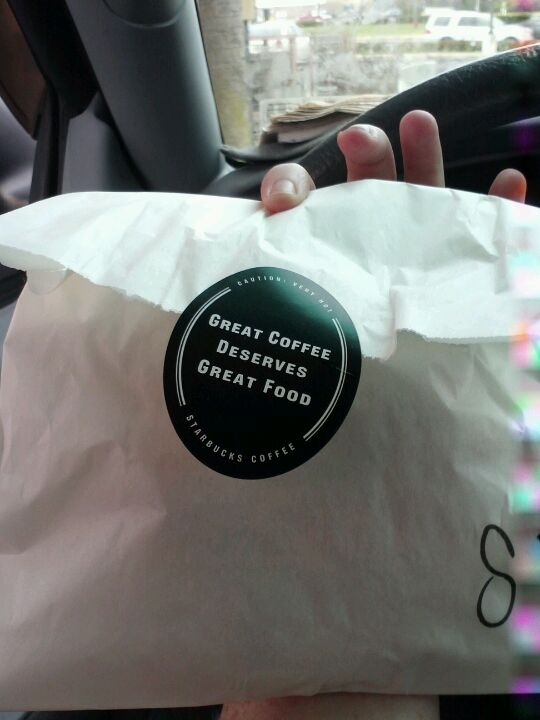 CAUTION: VERY HOT
GREAT COFFEE
DESERVES
GREAT FOOD
STARBUCKS COFFEE